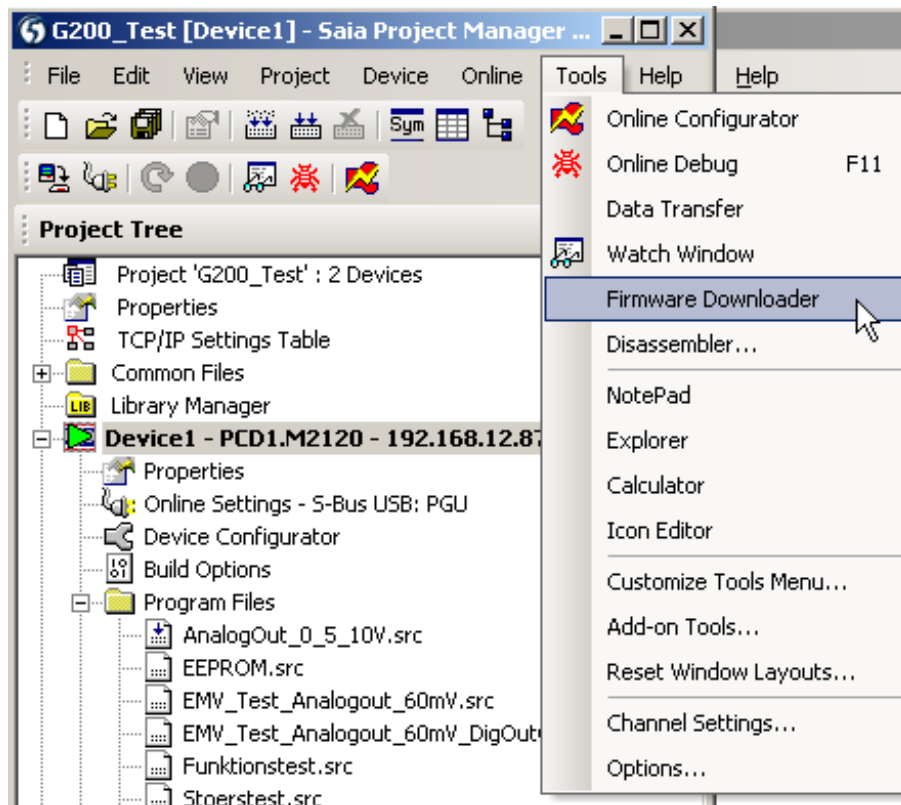 G200_Test [Device1] - Saia Project Manager ...
File Edit View Project Device Online Tools Help Help
Sym
Project Tree
Project 'G200_Test' : 2 Devices
Properties
TCP/IP Settings Table
Common Files
LIB Library Manager
Device1 - PCD1.M2120 - 192.168.12.87
Properties
Online Settings - S-Bus USB: PGU
Device Configurator
Build Options
Program Files
AnalogOut_0_5_10V.src
EEPROM.src
EMV_Test_Analogout_60mV.src
EMV_Test_Analogout_60mV_DigOut
Funktionstest.src
Stoerstest.src
Online Configurator
Online Debug F11
Data Transfer
Watch Window
Firmware Downloader
Disassembler...
NotePad
Explorer
Calculator
Icon Editor
Customize Tools Menu...
Add-on Tools...
Reset Window Layouts...
Channel Settings...
Options...